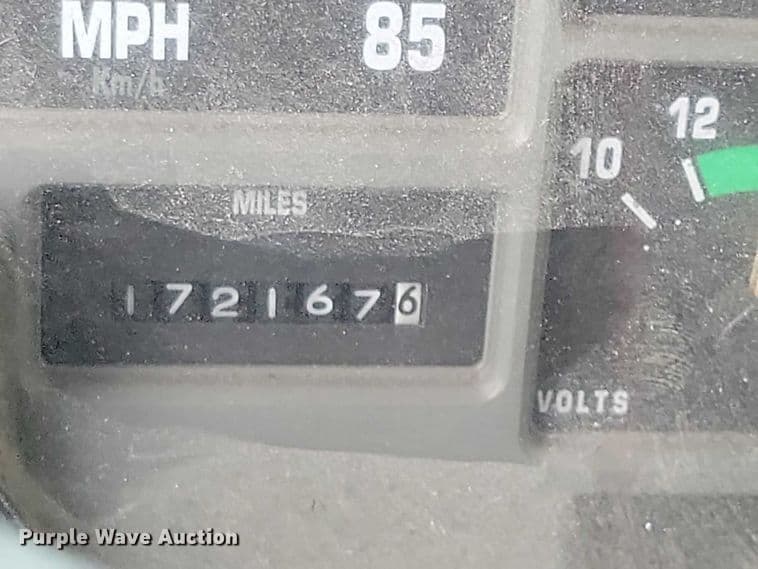 MPH 85
Km/h
12
10
MILES
1721676
VOLTS
Purple Wave Auction